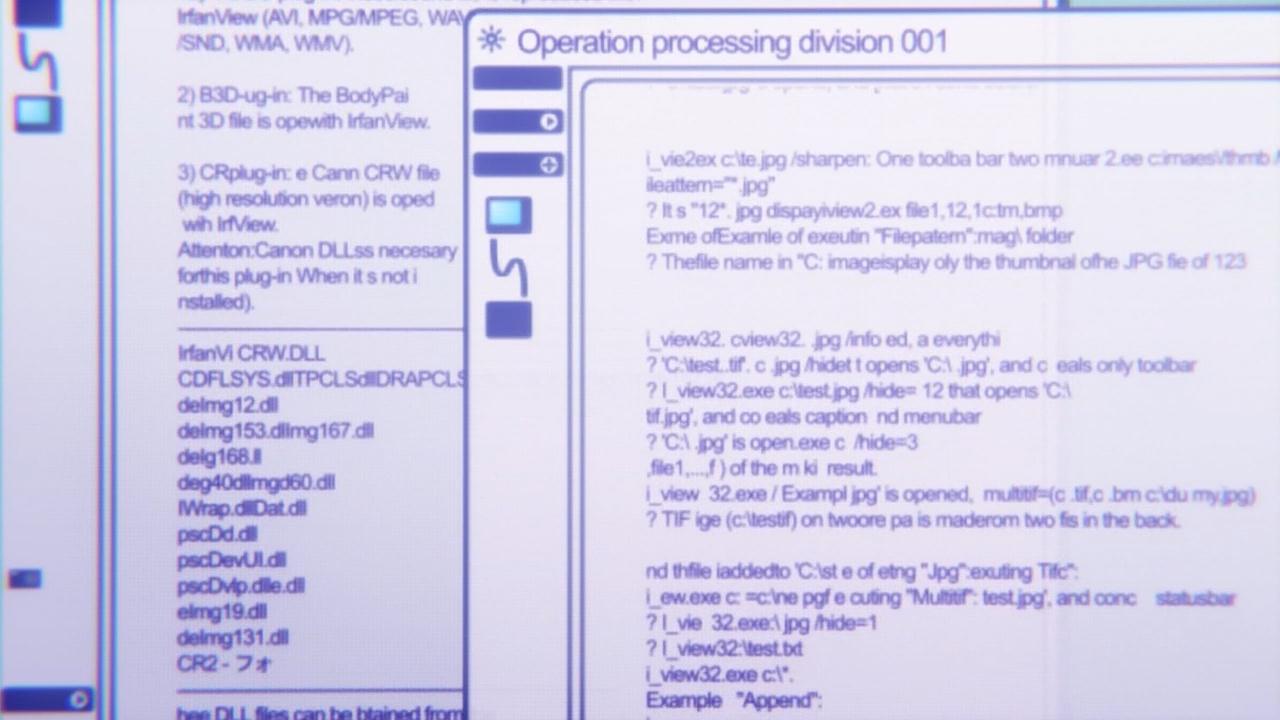 IrfanView (AVI, MPG/MPEG, WAV
/SND, WMA, WMV).
2) B3D-ug-in: The BodyPai
nt 3D file is opewith IrfanView.
3) CRplug-in: e Cann CRW file
(high resolution veron) is oped
wih IrfView.
Attenton:Canon DLLss necesary
forthis plug-in When it s not i
nstalled).
IrfanVi CRW.DLL
CDFLSYS.dllTPCLSdllDRAPCLS
delmg12.dll
delmg153.dllmg167.dll
delg168.ll
deg40dllmgd60.dll
IWrap.dllDat.dll
pscDd.dll
pscDevUI.dll
pscDvlp.dlle.dll
elmg19.dll
delmg131.dll
CR2 - フォ
hee DLL files can be btained from
Operation processing division 001
i_vie2ex c:\te.jpg /sharpen: One toolba bar two mnuar 2.ee c:imaes\/thmb /
ileattern="*.jpg"
? It s "12*. jpg dispayiview2.ex file1,12,1c:tm,bmp
Exme ofExamle of exeutin "Filepatern":mag\ folder
? Thefile name in "C: imageisplay oly the thumbnal ofhe JPG fie of 123
i_view32. cview32. .jpg /info ed, a everythi
? 'C:\test..tif'. c .jpg /hidet t opens 'C:\ .jpg', and c eals only toolbar
? I_view32.exe c:\test.jpg /hide= 12 that opens 'C:\
tif.jpg', and co eals caption nd menubar
? 'C:\ .jpg' is open.exe c /hide=3
,file1,...,f ) of the m ki result.
i_view 32.exe / Exampl jpg' is opened, multitif=(c .tif,c .bm c:\du my.jpg)
? TIF ige (c:\testif) on twoore pa is maderom two fis in the back.
nd thfile iaddedto 'C:\st e of etng "Jpg":exuting Tifc":
i_ew.exe c: =c:\ne pgf e cuting "Multitif": test.jpg', and conc statusbar
? I_vie 32.exe:\ jpg /hide=1
? I_view32:\test.txt
i_view32.exe c:\*.
Example "Append":